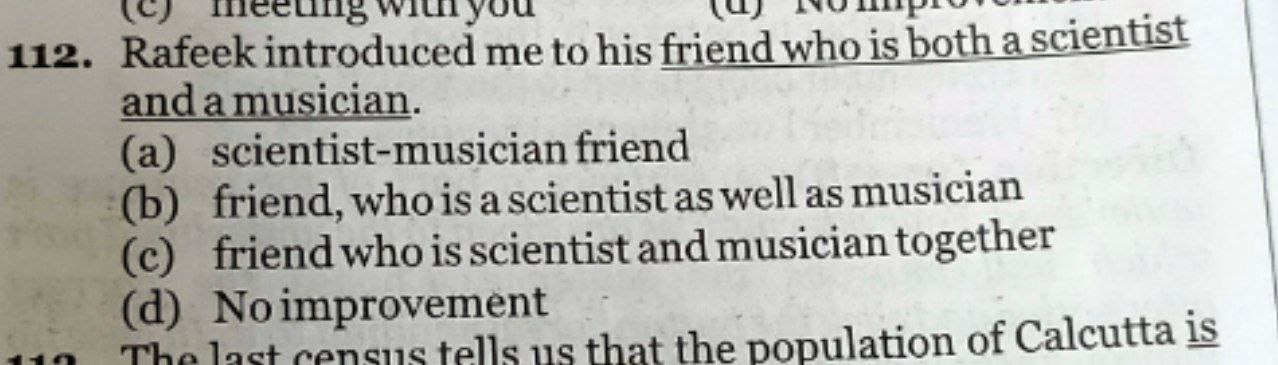 (c) meeting with you (d) No improvement
112. Rafeek introduced me to his friend who is both a scientist
and a musician.
(a) scientist-musician friend
(b) friend, who is a scientist as well as musician
(c) friend who is scientist and musician together
(d) No improvement
113. The last census tells us that the population of Calcutta is